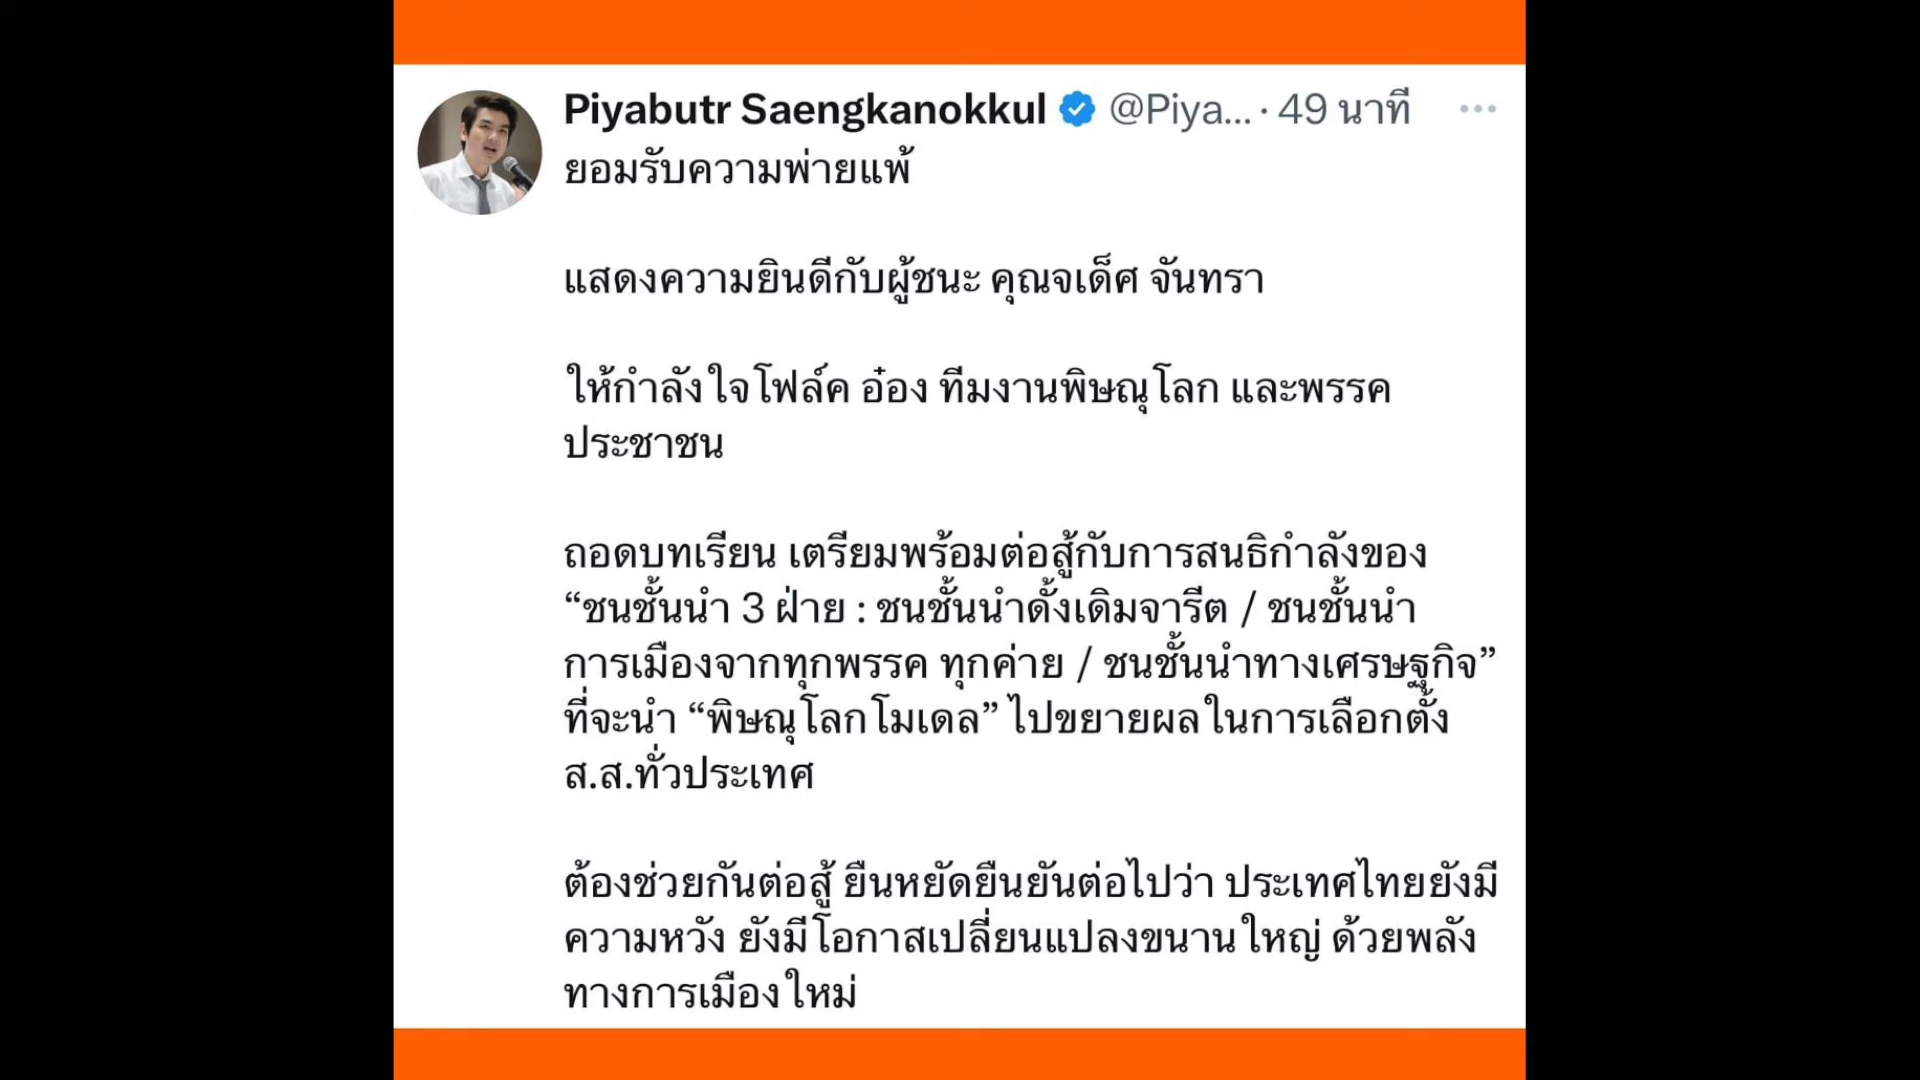 Piyabutr Saengkanokkul @Piya... · 49 นาที
ยอมรับความพ่ายแพ้
แสดงความยินดีกับผู้ชนะ คุณจเด็ศ จันทรา
ให้กำลังใจโฟล์ค อ๋อง ทีมงานพิษณุโลก และพรรค
ประชาชน
ถอดบทเรียน เตรียมพร้อมต่อสู้กับการสนธิกำลังของ
“ชนชั้นนำ 3 ฝ่าย : ชนชั้นนำดั้งเดิมจารีต / ชนชั้นนำ
การเมืองจากทุกพรรค ทุกค่าย / ชนชั้นนำทางเศรษฐกิจ”
ที่จะนำ “พิษณุโลกโมเดล” ไปขยายผลในการเลือกตั้ง
ส.ส.ทั่วประเทศ
ต้องช่วยกันต่อสู้ ยืนหยัดยืนยันต่อไปว่า ประเทศไทยยังมี
ความหวัง ยังมีโอกาสเปลี่ยนแปลงขนานใหญ่ ด้วยพลัง
ทางการเมืองใหม่